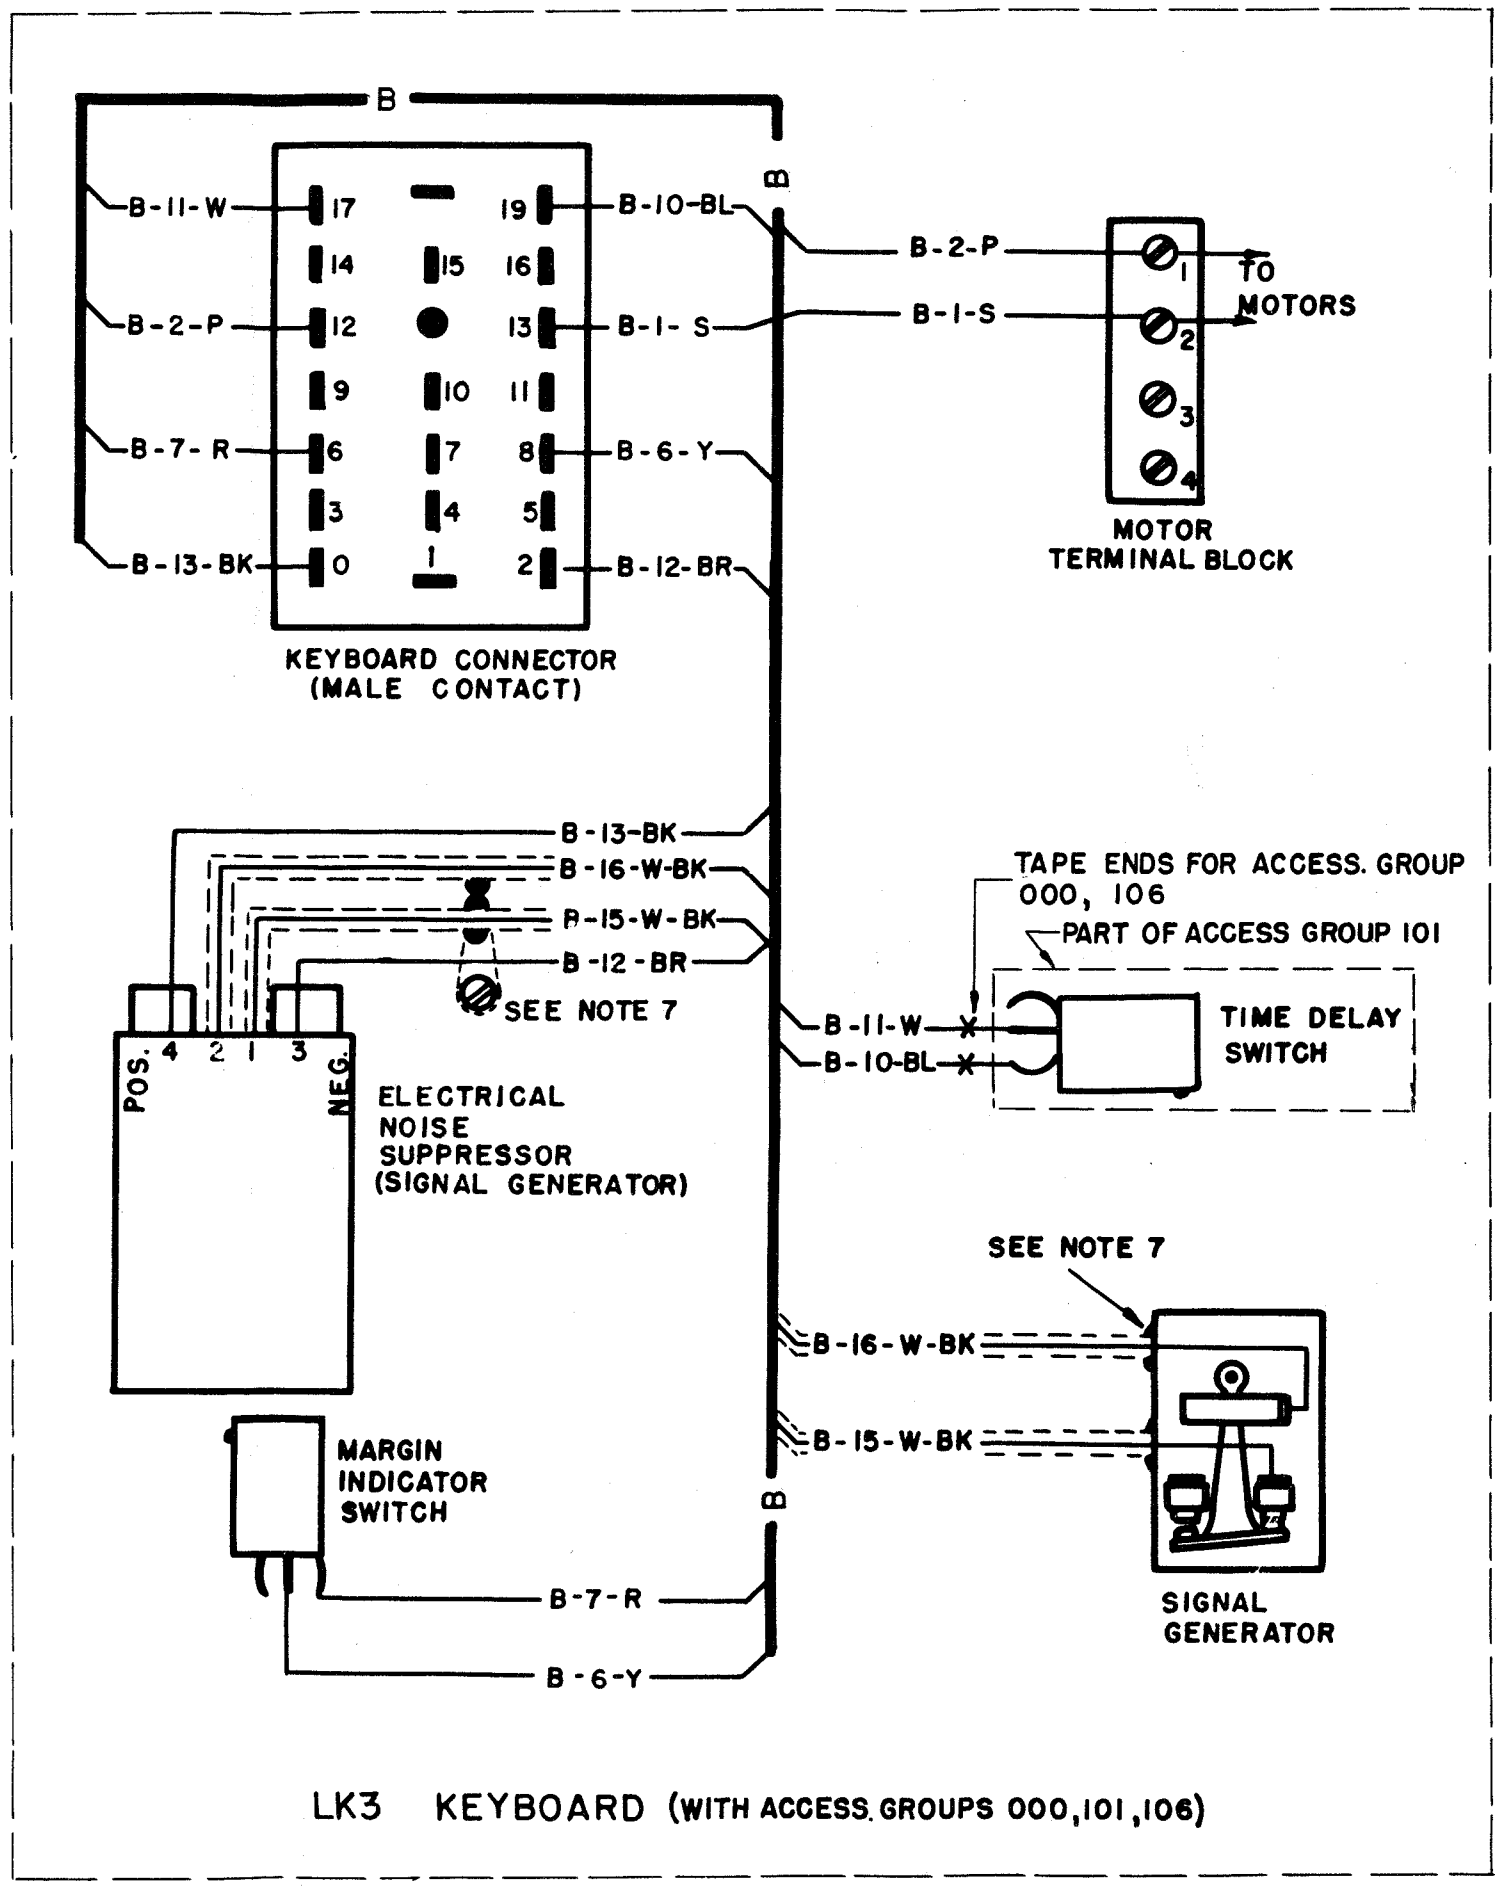 B
B
B-11-W
17
19
B-10-BL
14
15
16
B-2-P
1
TO
MOTORS
B-2-P
12
13
B-1-S
B-1-S
2
9
10
11
3
B-7-R
6
7
8
B-6-Y
4
3
4
5
MOTOR
TERMINAL BLOCK
B-13-BK
0
1
2
B-12-BR
KEYBOARD CONNECTOR
(MALE CONTACT)
B-13-BK
B-16-W-BK
B-15-W-BK
B-12-BR
SEE NOTE 7
TAPE ENDS FOR ACCESS. GROUP
000, 106
PART OF ACCESS GROUP 101
B-11-W
B-10-BL
TIME DELAY
SWITCH
POS.
4
2
1
3
NEG.
ELECTRICAL
NOISE
SUPPRESSOR
(SIGNAL GENERATOR)
SEE NOTE 7
B-16-W-BK
B-15-W-BK
SIGNAL
GENERATOR
MARGIN
INDICATOR
SWITCH
B
B-7-R
B-6-Y
LK3 KEYBOARD (WITH ACCESS. GROUPS 000,101,106)